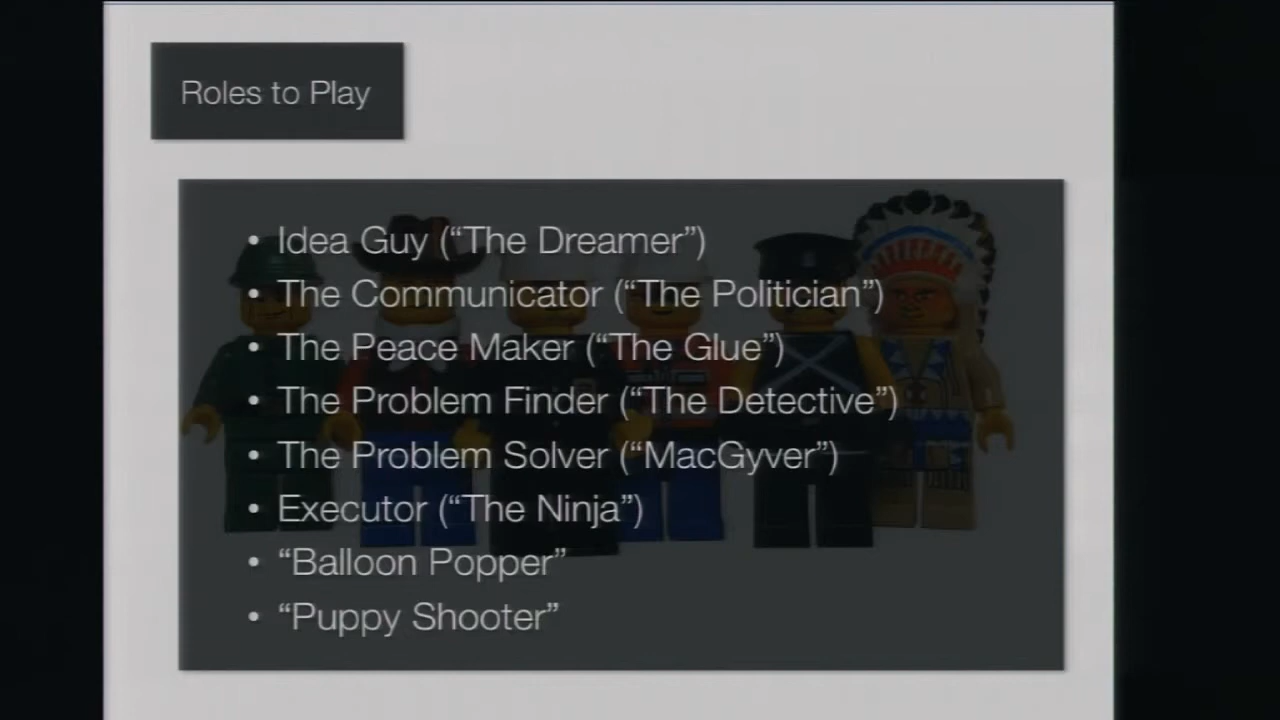 Roles to Play
• Idea Guy (“The Dreamer”)
• The Communicator (“The Politician”)
• The Peace Maker (“The Glue”)
• The Problem Finder (“The Detective”)
• The Problem Solver (“MacGyver”)
• Executor (“The Ninja”)
• “Balloon Popper”
• “Puppy Shooter”